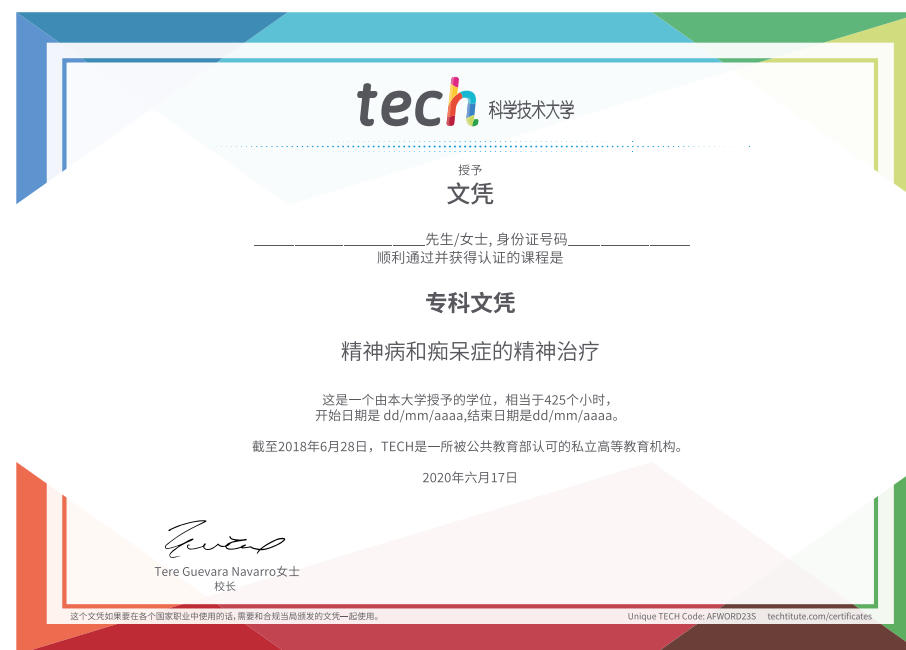 tech 科学技术大学
授予
文凭
____________________先生/女士, 身份证号码______________
顺利通过并获得认证的课程是
专科文凭
精神病和痴呆症的精神治疗
这是一个由本大学授予的学位，相当于425个小时，
开始日期是 dd/mm/aaaa,结束日期是dd/mm/aaaa。
截至2018年6月28日，TECH是一所被公共教育部认可的私立高等教育机构。
2020年六月17日
Tere Guevara Navarro女士
校长
这个文凭如果要在各个国家职业中使用的话,需要和合规当局颁发的文凭一起使用。
Unique TECH Code: AFWORD23S techtitute.com/certificates